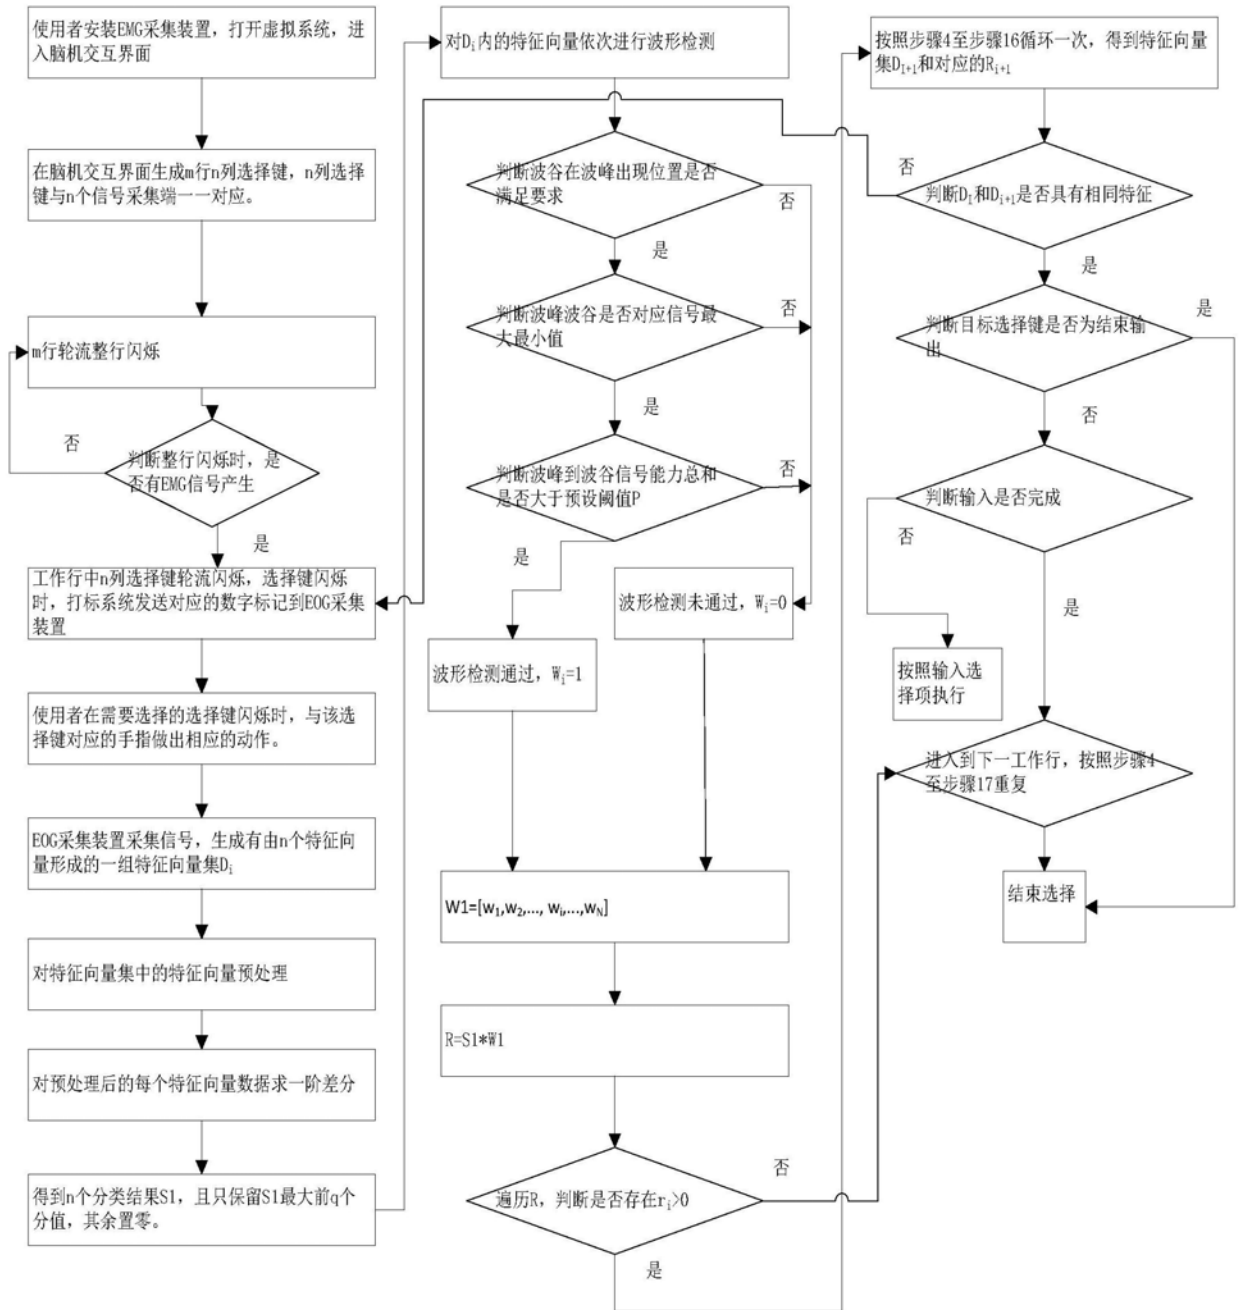 使用者安装EMG采集装置，打开虚拟系统，进
入脑机交互界面
在脑机交互界面生成m行n列选择键，n列选择
键与n个信号采集端一一对应。
m行轮流整行闪烁
否
判断整行闪烁时，是
否有EMG信号产生
是
工作行中n列选择键轮流闪烁，选择键闪烁
时，打标系统发送对应的数字标记到EOG采集
装置
使用者在需要选择的选择键闪烁时，与该选
择键对应的手指做出相应的动作。
EOG采集装置采集信号，生成有由n个特征向
量形成的一组特征向量集Di
对特征向量集中的特征向量预处理
对预处理后的每个特征向量数据求一阶差分
得到n个分类结果S1，且只保留S1最大前q个
分值，其余置零。
对Di内的特征向量依次进行波形检测
判断波谷在波峰出现位置是否
满足要求
否
是
判断波峰波谷是否对应信号最
大最小值
否
是
判断波峰到波谷信号能力总和
是否大于预设阈值P
否
是
波形检测未通过，Wi=0
波形检测通过，Wi=1
W1=[w1,w2,..., wi,...,wN]
R=S1*W1
遍历R，判断是否存在ri>0
否
是
按照步骤4至步骤16循环一次，得到特征向量
集DI+1和对应的Ri+1
否
判断DI和Di+1是否具有相同特征
是
是
判断目标选择键是否为结束输
出
否
判断输入是否完成
否
是
按照输入选
择项执行
进入到下一工作行，按照步骤4
至步骤17重复
结束选择